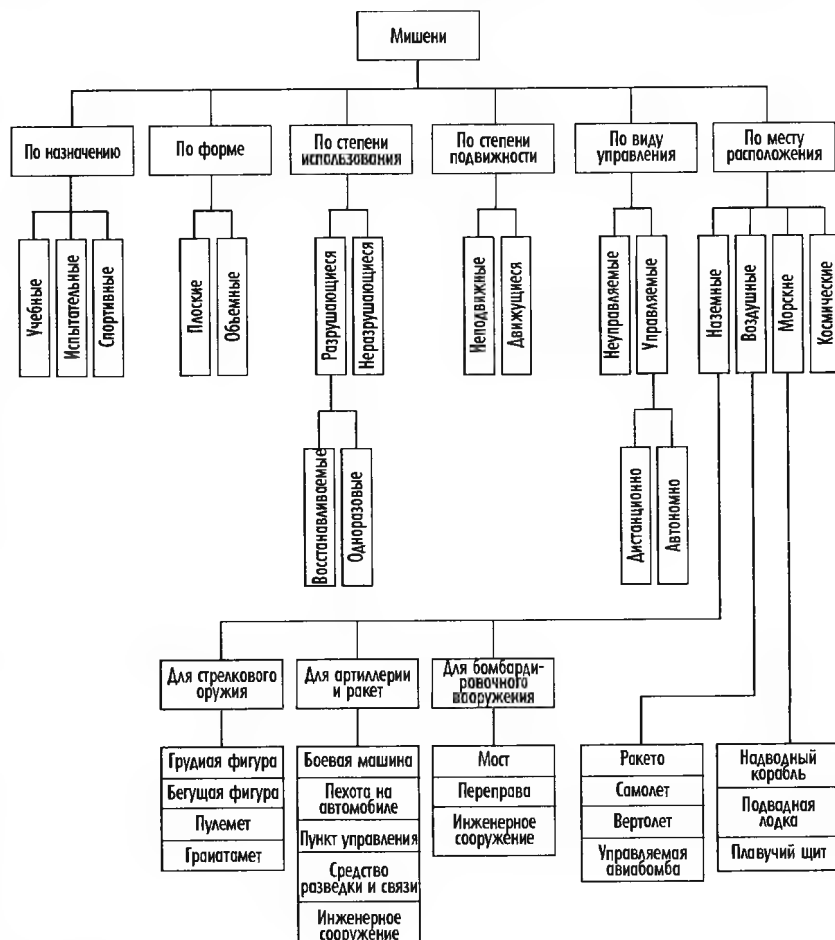 Мишени
По назначению
По форме
По степени
использования
По степени
подвижности
По виду
управления
По месту
расположения
Учебные
Испытательные
Спортивные
Плоские
Объемные
Разрушающиеся
Неразрушающиеся
Неподвижные
Движущиеся
Неуправляемые
Управляемые
Наземные
Воздушные
Морские
Космические
Восстанавливаемые
Одноразовые
Дистанционно
Автономно
Для стрелкового
оружия
Для артиллерии
и ракет
Для бомбарди-
ровочного
вооружения
Грудная фигура
Бегущая фигура
Пулемет
Гранатамет
Боевая машина
Пехота на
автомобиле
Пункт управления
Средство
разведки и связи
Инженерное
сооружение
Мост
Переправа
Инженерное
сооружение
Ракето
Самолет
Вертолет
Управляемая
авиабомба
Надводный
корабль
Подвадная
лодка
Плавучий щит